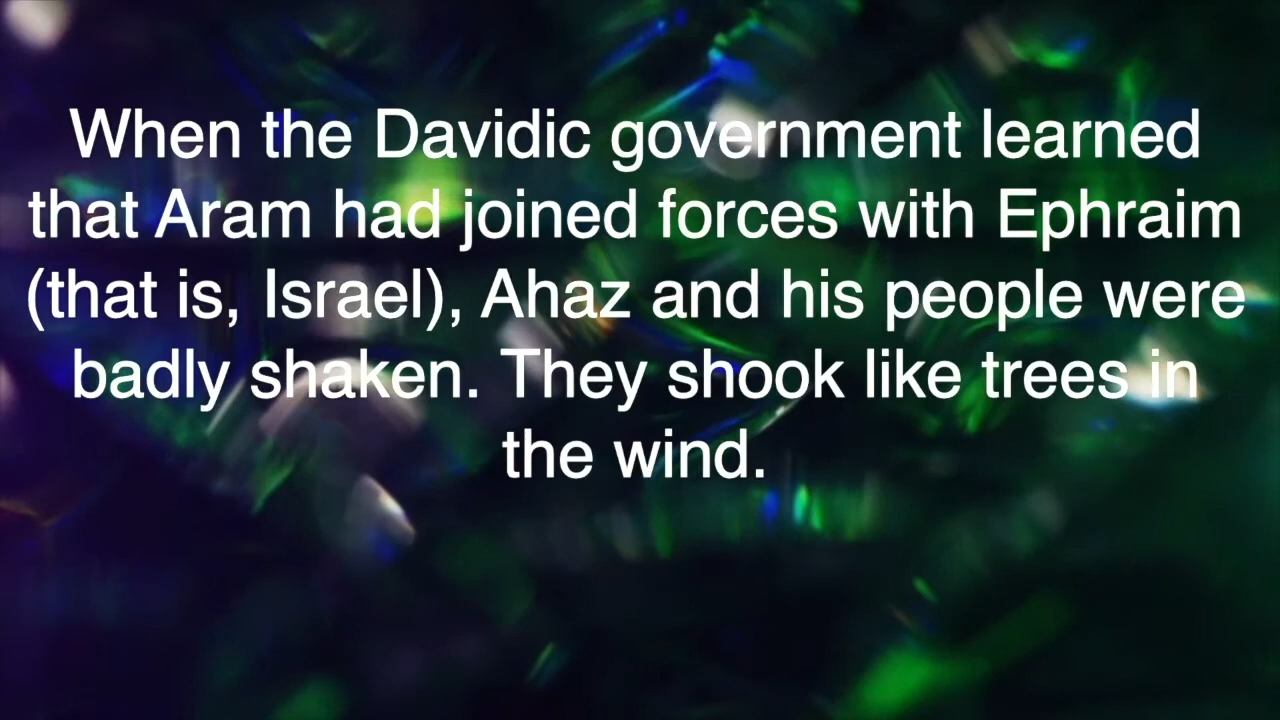 When the Davidic government learned
that Aram had joined forces with Ephraim
(that is, Israel), Ahaz and his people were
badly shaken. They shook like trees in
the wind.